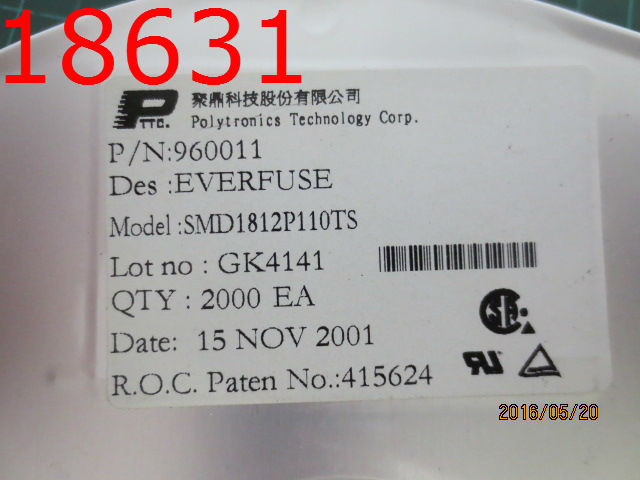 18631
P
TTC.
聚鼎科技股份有限公司
Polytronics Technology Corp.
P/N:960011
Des :EVERFUSE
Model :SMD1812P110TS
Lot no : GK4141
QTY : 2000 EA
Date: 15 NOV 2001
R.O.C. Paten No.:415624
2016/05/20